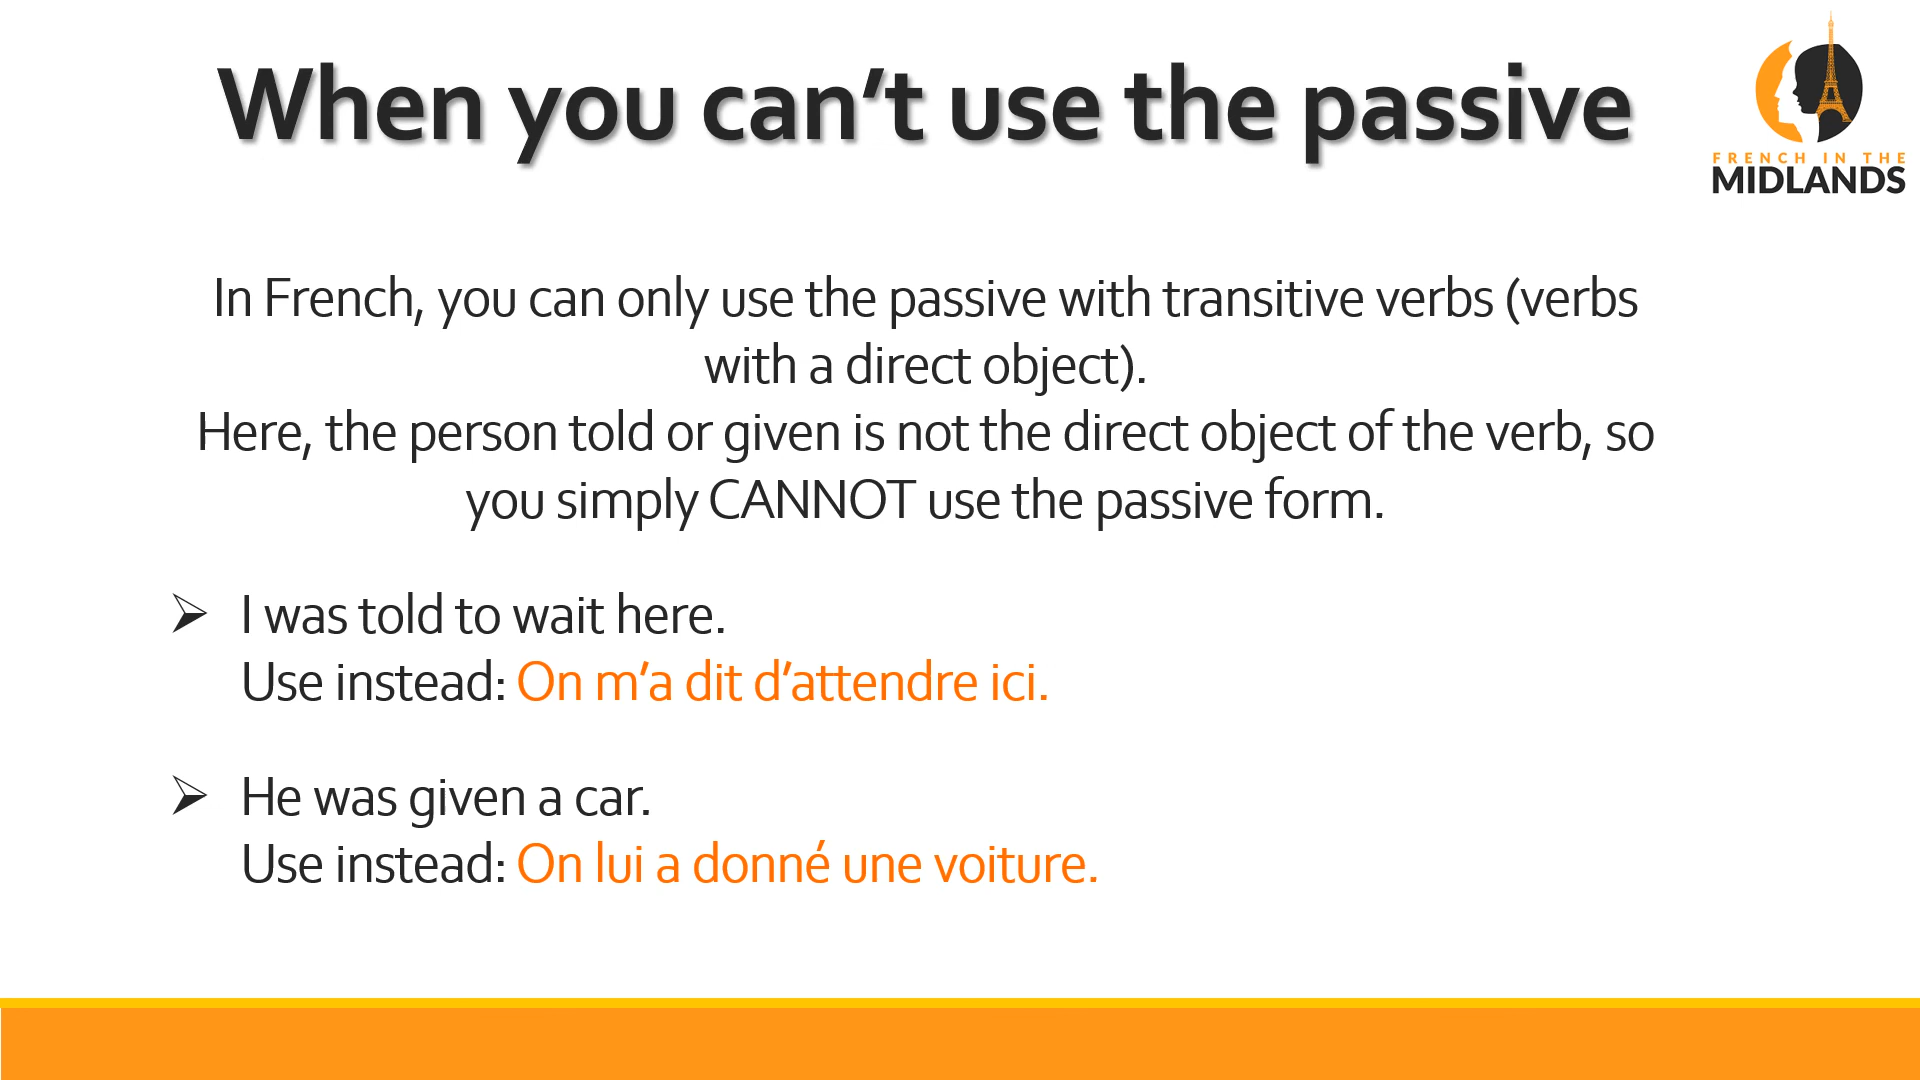 When you can't use the passive
FRENCH IN THE
MIDLANDS
In French, you can only use the passive with transitive verbs (verbs
with a direct object).
Here, the person told or given is not the direct object of the verb, so
you simply CANNOT use the passive form.
I was told to wait here.
Use instead: On m'a dit d'attendre ici.
He was given a car.
Use instead: On lui a donné une voiture.